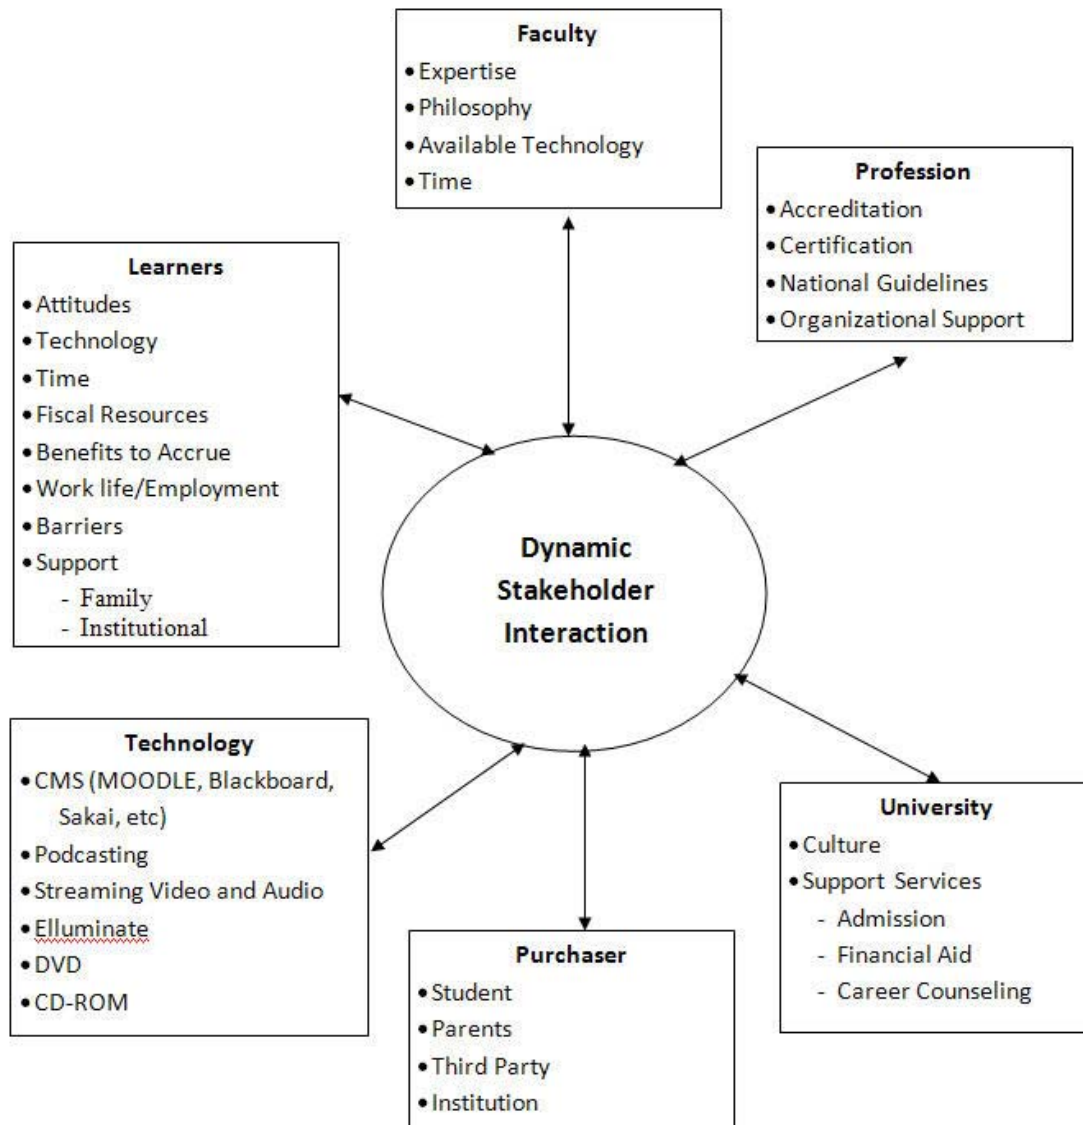 Faculty
•Expertise
•Philosophy
•Available Technology
•Time
Profession
•Accreditation
•Certification
•National Guidelines
•Organizational Support
Learners
•Attitudes
•Technology
•Time
•Fiscal Resources
•Benefits to Accrue
•Work life/Employment
•Barriers
•Support
- Family
- Institutional
Dynamic
Stakeholder
Interaction
Technology
•CMS (MOODLE, Blackboard,
Sakai, etc)
•Podcasting
•Streaming Video and Audio
•Elluminate
•DVD
•CD-ROM
Purchaser
•Student
•Parents
•Third Party
•Institution
University
•Culture
•Support Services
- Admission
- Financial Aid
- Career Counseling